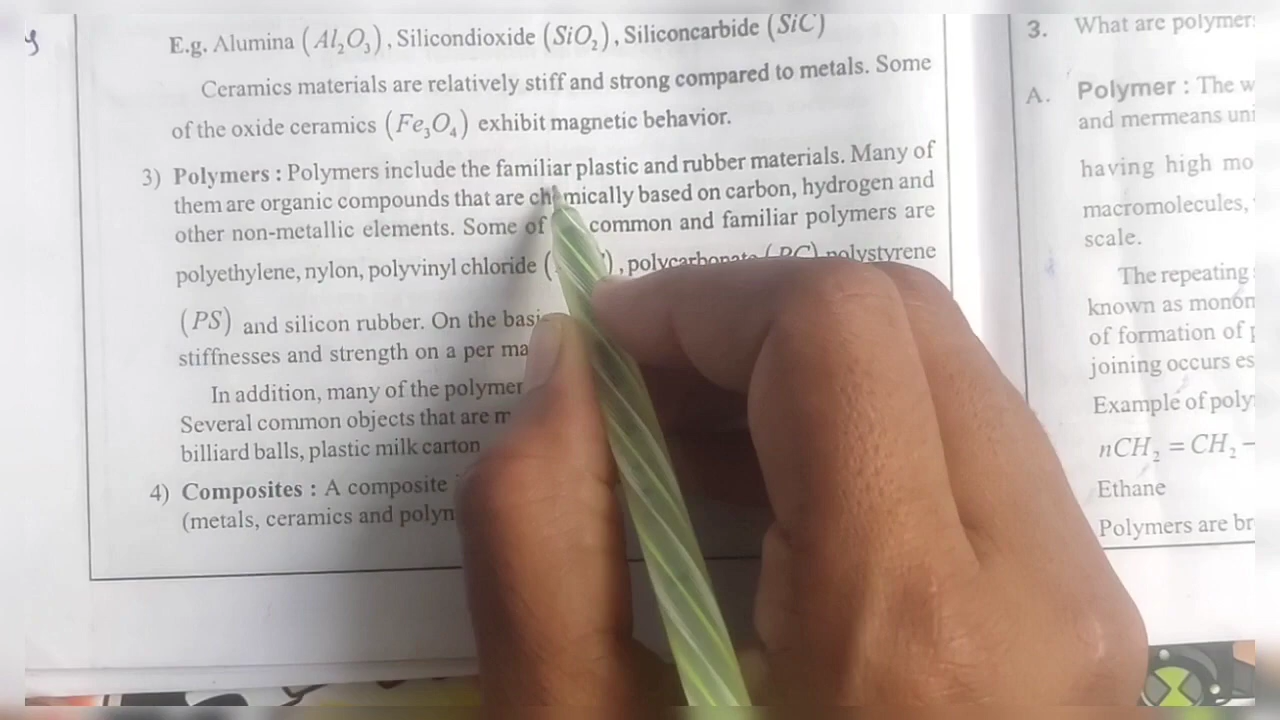 E.g. Alumina (Al₂O₃), Silicondioxide (SiO₂), Siliconcarbide (SiC)
Ceramics materials are relatively stiff and strong compared to metals. Some
of the oxide ceramics (Fe₃O₄) exhibit magnetic behavior.
3) Polymers : Polymers include the familiar plastic and rubber materials. Many of
them are organic compounds that are chemically based on carbon, hydrogen and
other non-metallic elements. Some of common and familiar polymers are
polyethylene, nylon, polyvinyl chloride ( ), polycarbonate (PC) polystyrene
(PS) and silicon rubber. On the
stiffnesses and strength on a per
In addition, many of the polymer
Several common objects that are
billiard balls, plastic milk carton
4) Composites : A composite
(metals, ceramics and
3. What are
A. Polymer : The
and mermeans
having high
macromolecules,
scale.
The repeating
known as
of formation of
joining occurs
Example of
nCH₂ = CH₂ –
Ethane
Polymers are